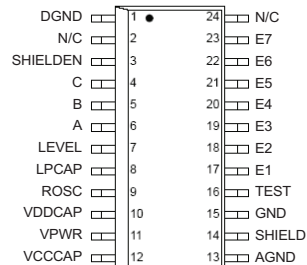 DGND 1 24 N/C
N/C 2 23 E7
SHIELDEN 3 22 E6
C 4 21 E5
B 5 20 E4
A 6 19 E3
LEVEL 7 18 E2
LPCAP 8 17 E1
ROSC 9 16 TEST
VDDCAP 10 15 GND
VPWR 11 14 SHIELD
VCCCAP 12 13 AGND